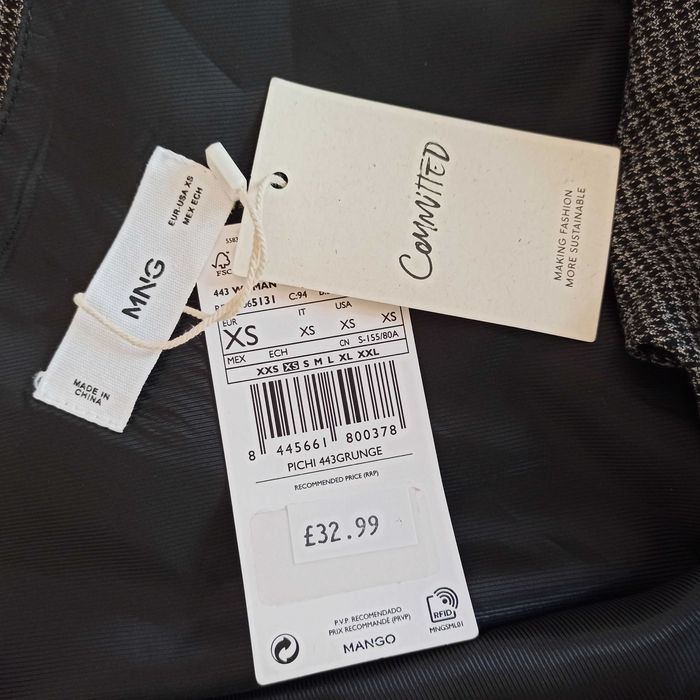 COMMITTED
MAKING FASHION
MORE SUSTAINABLE
EUR-USA XS
MEX ECH
MNG
MADE IN
CHINA
FSC
443 WOMAN
5131 C:94
EUR IT USA
XS XS XS XS
MEX ECH CN S-155/80A
XXS XS S M L XL XXL
8 445661 800378
PICHI 443GRUNGE
RECOMMENDED PRICE (RRP)
£32.99
P.V.P. RECOMENDADO
PRIX RECOMMANDÉ (PRVP)
MANGO
RFID
MNGSML01